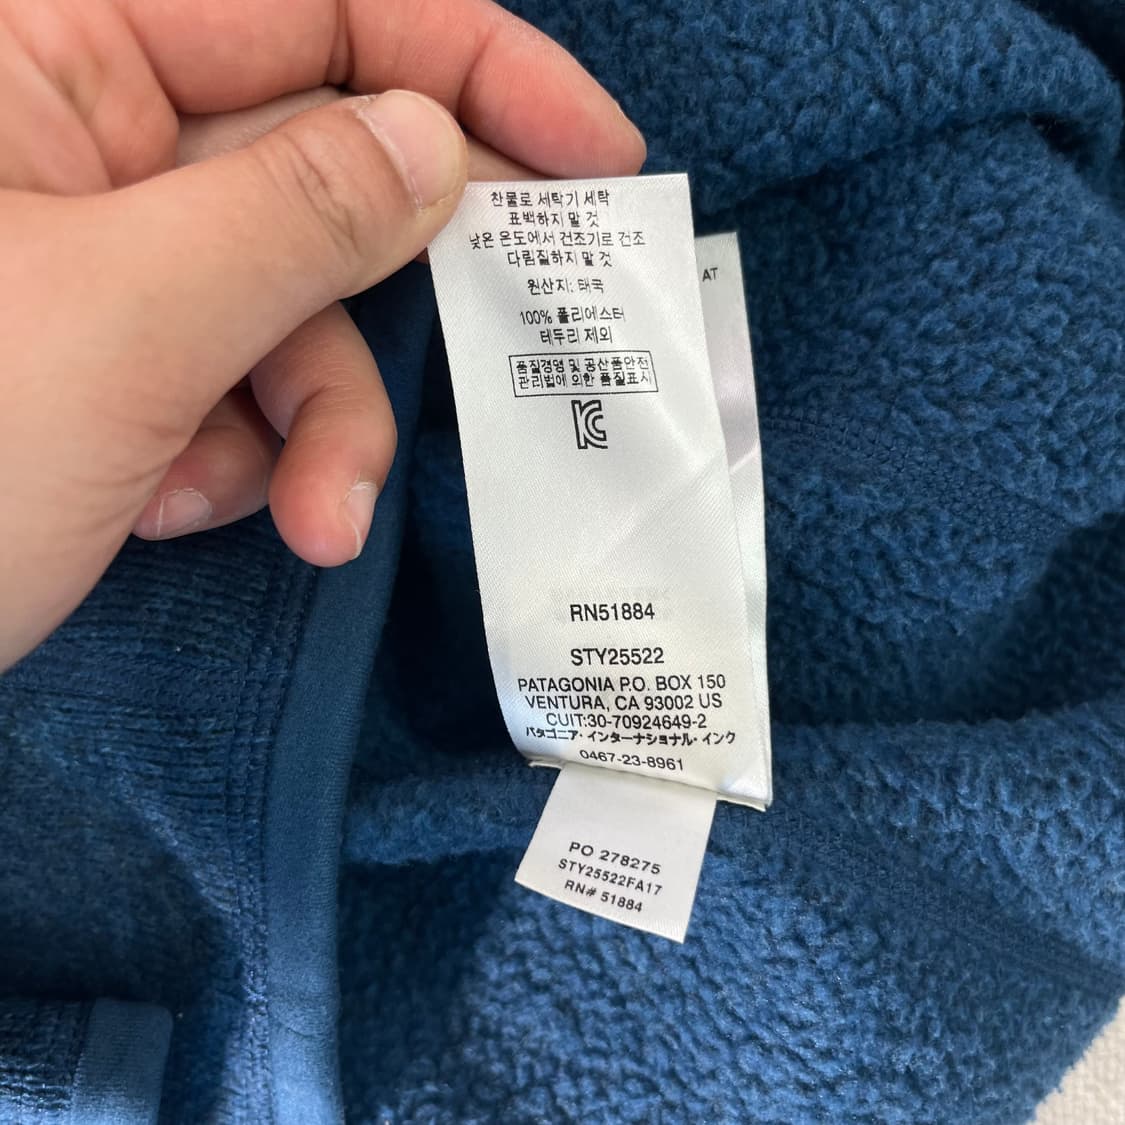 찬물로 세탁기 세탁
표백하지 말 것
낮은 온도에서 건조기로 건조
다림질하지 말 것
원산지: 태국
100% 폴리에스터
테두리 제외
품질경영 및 공산품안전
관리법에 의한 품질표시
RN51884
STY25522
PATAGONIA P.O. BOX 150
VENTURA, CA 93002 US
CUIT:30-70924649-2
パタゴニア・インターナショナル・インク
0467-23-8961
AT
PO 278275
STY25522FA17
RN# 51884